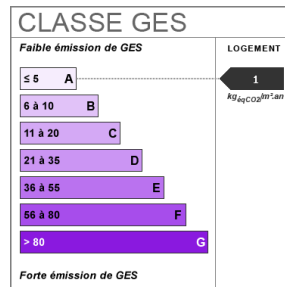 CLASSE GES
Faible émission de GES
LOGEMENT
≤ 5 A
1
kgéqCO2/m².an
6 à 10 B
11 à 20 C
21 à 35 D
36 à 55 E
56 à 80 F
> 80 G
Forte émission de GES